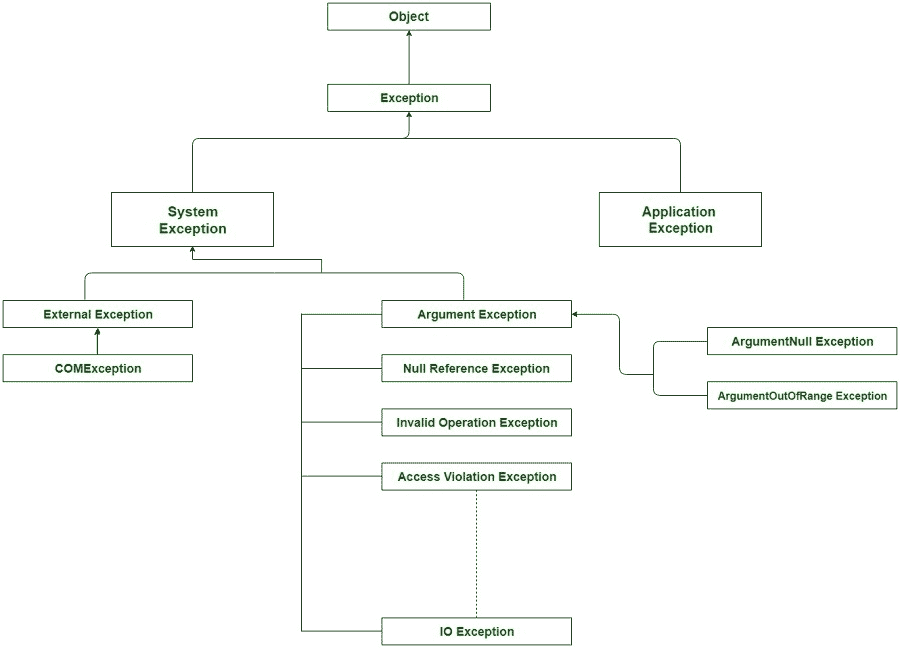 Object
Exception
System
Exception
Application
Exception
External Exception
Argument Exception
ArgumentNull Exception
COMException
Null Reference Exception
ArgumentOutOfRange Exception
Invalid Operation Exception
Access Violation Exception
IO Exception